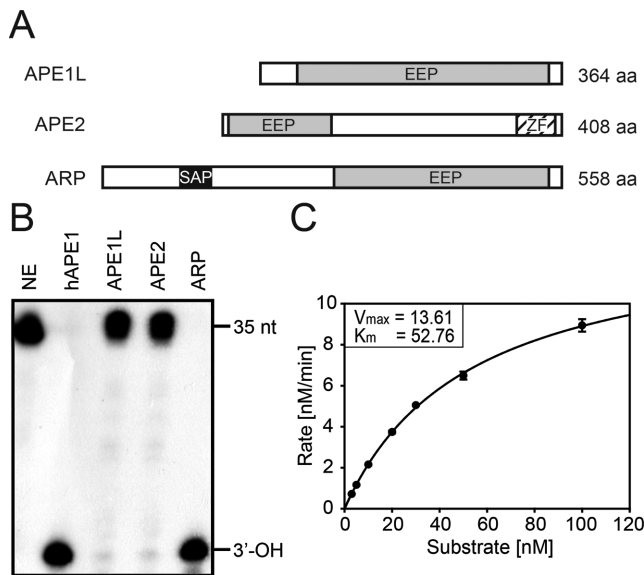 A
APE1L EEP 364 aa
APE2 EEP ZF 408 aa
ARP SAP EEP 558 aa
B
NE hAPE1 APE1L APE2 ARP
35 nt
3'-OH
C
Vmax = 13.61
Km = 52.76
Rate [nM/min]
10
8
6
4
2
0
0 20 40 60 80 100 120
Substrate [nM]